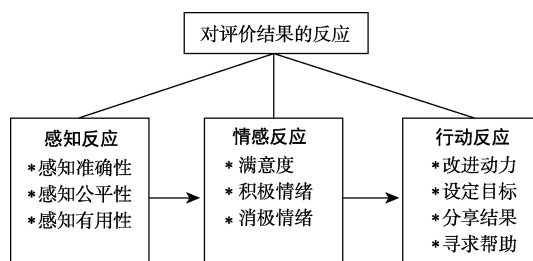 对评价结果的反应
感知反应
*感知准确性
*感知公平性
*感知有用性
情感反应
* 满意度
* 积极情绪
* 消极情绪
行动反应
*改进动力
*设定目标
*分享结果
*寻求帮助